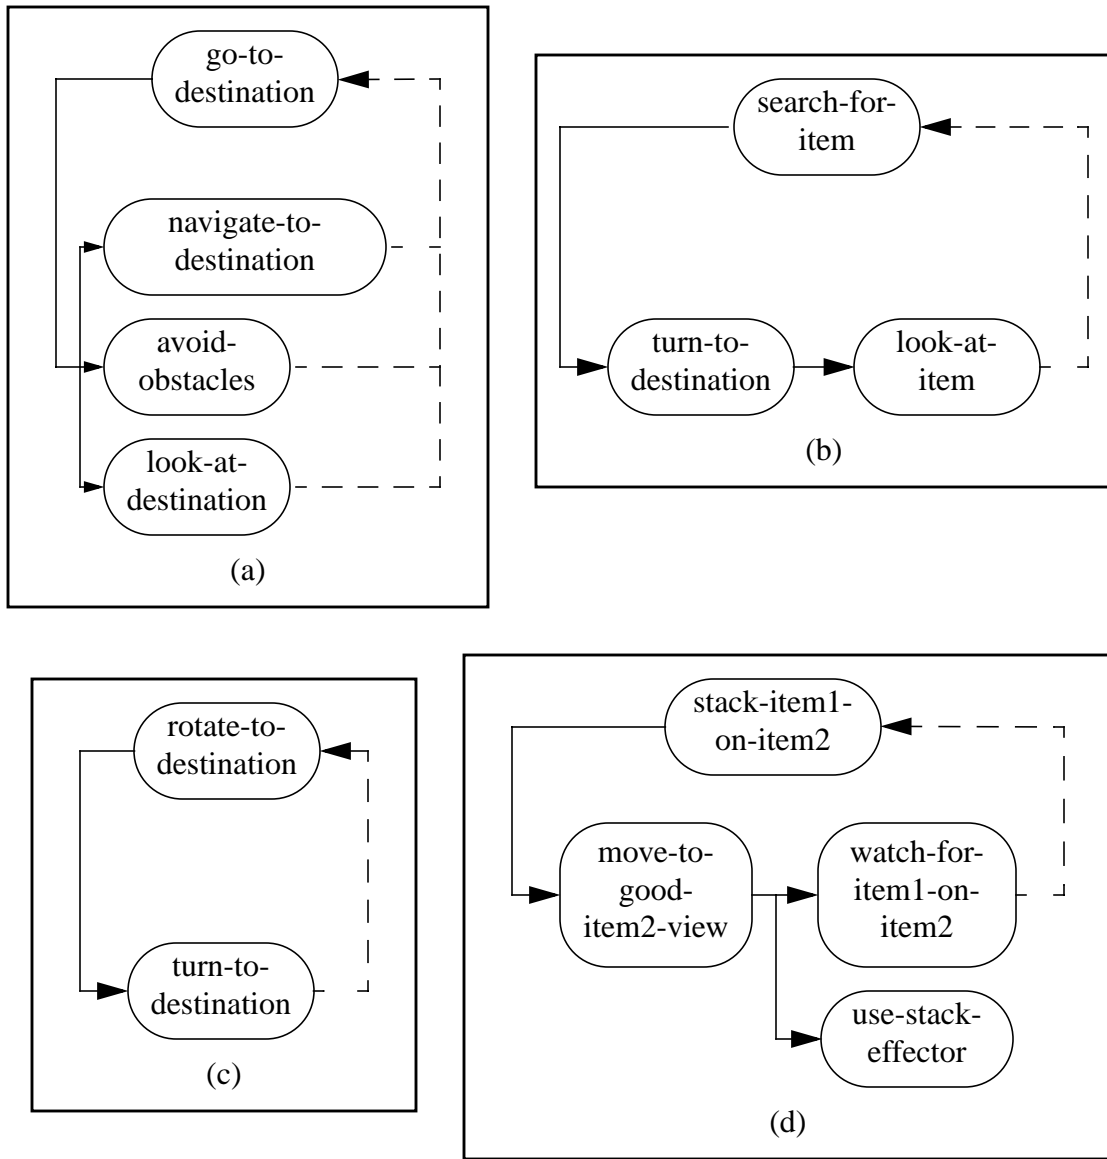 go-to-
destination
navigate-to-
destination
avoid-
obstacles
look-at-
destination
(a)
search-for-
item
turn-to-
destination
look-at-
item
(b)
rotate-to-
destination
turn-to-
destination
(c)
stack-item1-
on-item2
move-to-
good-
item2-view
watch-for-
item1-on-
item2
use-stack-
effector
(d)